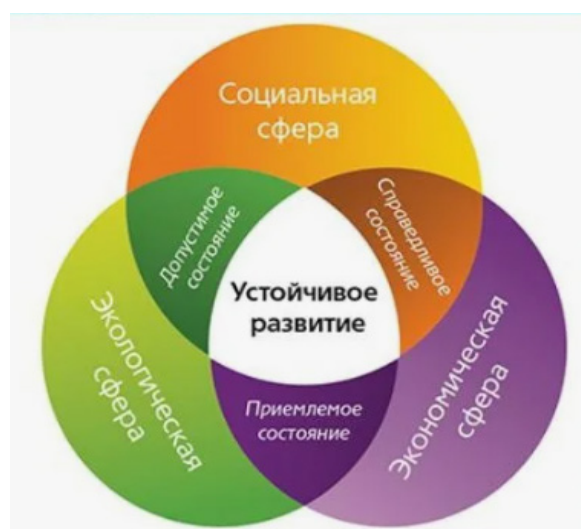 Социальная
сфера
Допустимое
состояние
Справедливое
состояние
Устойчивое
развитие
Экологическая
сфера
Приемлемое
состояние
Экономическая
сфера